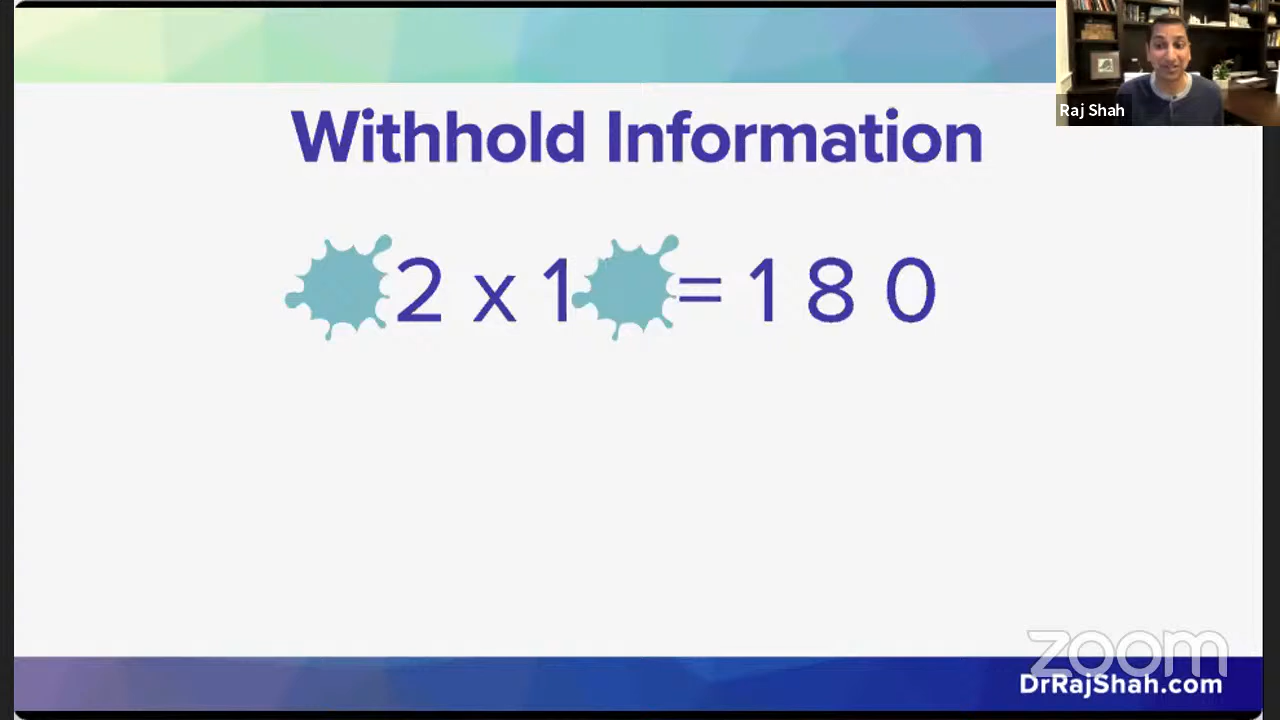 Raj Shah
Withhold Information
2 x 1 = 1 8 0
zoom
DrRajShah.com